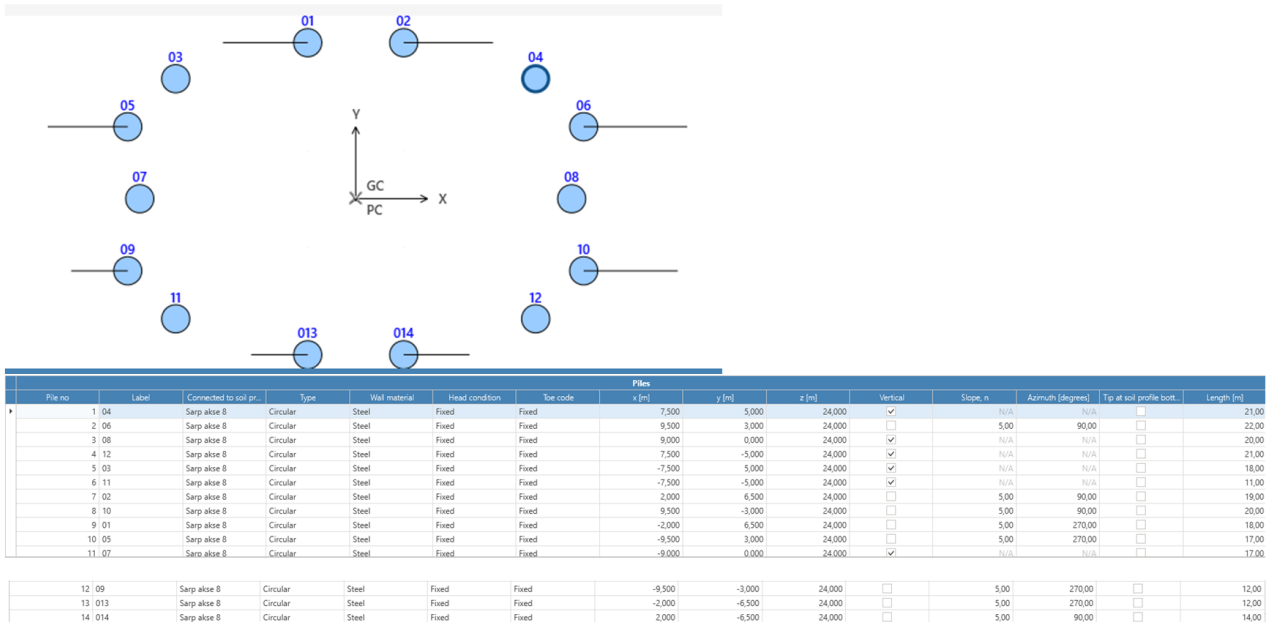 01 02
03 04
05 06
Y
07 GC 08
X
PC
09 10
11 12
013 014
Piles
Pile no Label Connected to soil pr... Type Wall material Head condition Toe code x [m] y [m] z [m] Vertical Slope, n Azimuth [degrees] Tip at soil profile bott... Length [m]
1 04 Sarp akse 8 Circular Steel Fixed Fixed 7,500 5,000 24,000 N/A N/A 21,00
2 06 Sarp akse 8 Circular Steel Fixed Fixed 9,500 3,000 24,000 5,00 90,00 22,00
3 08 Sarp akse 8 Circular Steel Fixed Fixed 9,000 0,000 24,000 N/A N/A 20,00
4 12 Sarp akse 8 Circular Steel Fixed Fixed 7,500 -5,000 24,000 N/A N/A 21,00
5 03 Sarp akse 8 Circular Steel Fixed Fixed -7,500 5,000 24,000 N/A N/A 18,00
6 11 Sarp akse 8 Circular Steel Fixed Fixed -7,500 -5,000 24,000 N/A N/A 11,00
7 02 Sarp akse 8 Circular Steel Fixed Fixed 2,000 6,500 24,000 5,00 90,00 19,00
8 10 Sarp akse 8 Circular Steel Fixed Fixed 9,500 -3,000 24,000 5,00 90,00 20,00
9 01 Sarp akse 8 Circular Steel Fixed Fixed -2,000 6,500 24,000 5,00 270,00 18,00
10 05 Sarp akse 8 Circular Steel Fixed Fixed -9,500 3,000 24,000 5,00 270,00 17,00
11 07 Sarp akse 8 Circular Steel Fixed Fixed -9,000 0,000 24,000 N/A N/A 17,00
12 09 Sarp akse 8 Circular Steel Fixed Fixed -9,500 -3,000 24,000 5,00 270,00 12,00
13 013 Sarp akse 8 Circular Steel Fixed Fixed -2,000 -6,500 24,000 5,00 270,00 12,00
14 014 Sarp akse 8 Circular Steel Fixed Fixed 2,000 -6,500 24,000 5,00 90,00 14,00